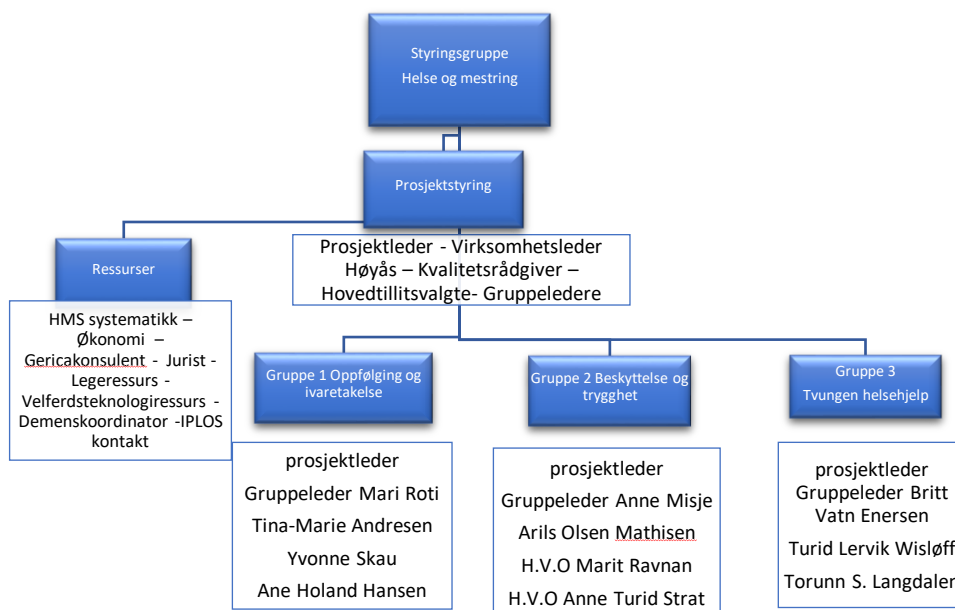 Styringsgruppe
Helse og mestring
Prosjektstyring
Prosjektleder - Virksomhetsleder
Høyås – Kvalitetsrådgiver –
Hovedtillitsvalgte- Gruppeledere
Ressurser
HMS systematikk –
Økonomi –
Gericakonsulent - Jurist -
Legeressurs -
Velferdsteknologiressurs -
Demenskoordinator -IPLOS
kontakt
Gruppe 1 Oppfølging og
ivaretakelse
prosjektleder
Gruppeleder Mari Roti
Tina-Marie Andresen
Yvonne Skau
Ane Holand Hansen
Gruppe 2 Beskyttelse og
trygghet
prosjektleder
Gruppeleder Anne Misje
Arils Olsen Mathisen
H.V.O Marit Ravnan
H.V.O Anne Turid Strat
Gruppe 3
Tvungen helsehjelp
prosjektleder
Gruppeleder Britt
Vatn Enersen
Turid Lervik Wisløff
Torunn S. Langdalen